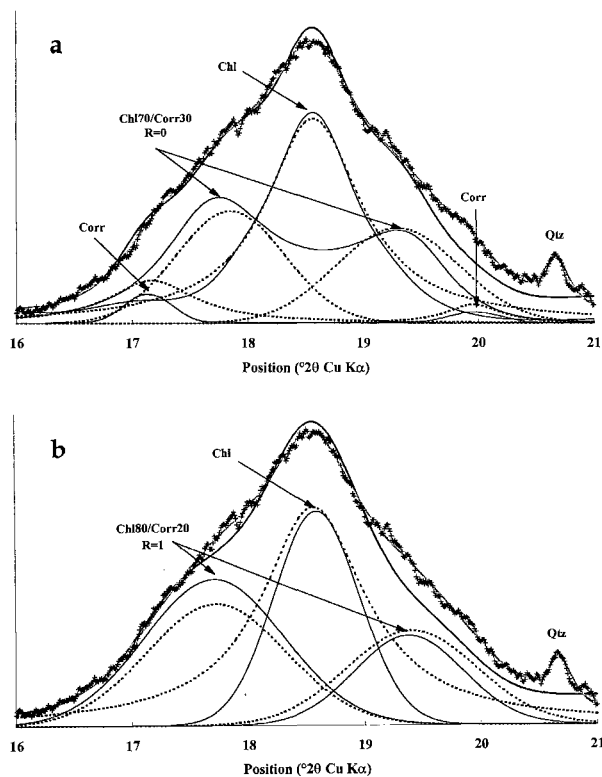 a
Chl
Chl70/Corr30
R=0
Corr
Corr
Qtz
16 17 18 19 20 21
Position (°2θ Cu Kα)
b
Chl
Chl80/Corr20
R=1
Qtz
16 17 18 19 20 21
Position (°2θ Cu Kα)